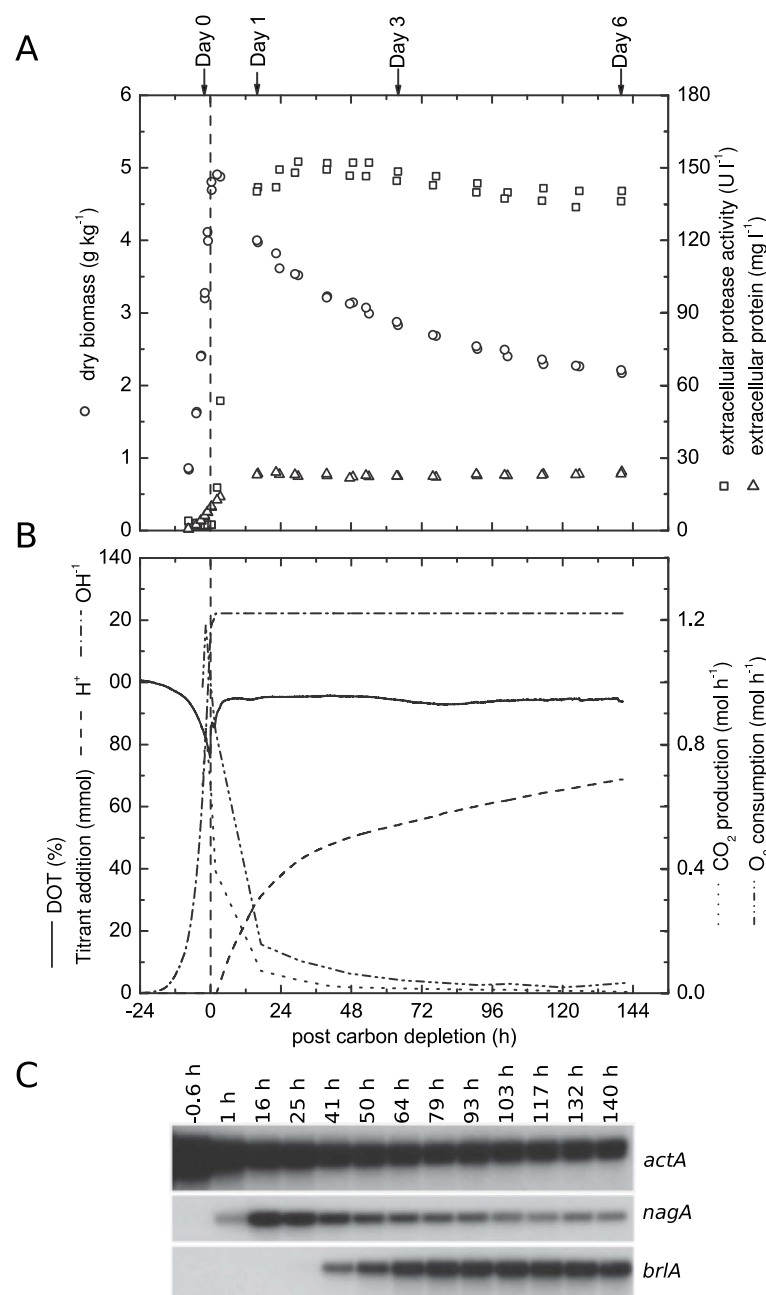 A
Day 0
Day 1
Day 3
Day 6
6
5
4
3
2
1
0
180
150
120
90
60
30
0
dry biomass (g kg-1)
extracellular protease activity (U l-1)
extracellular protein (mg l-1)
B
140
20
00
80
60
40
20
0
1.2
0.8
0.4
0.0
DOT (%)
Titrant addition (mmol)
H+
OH-1
CO2 production (mol h-1)
O2 consumption (mol h-1)
-24 0 24 48 72 96 120 144
post carbon depletion (h)
C
-0.6 h 1 h 16 h 25 h 41 h 50 h 64 h 79 h 93 h 103 h 117 h 132 h 140 h
actA
nagA
brlA